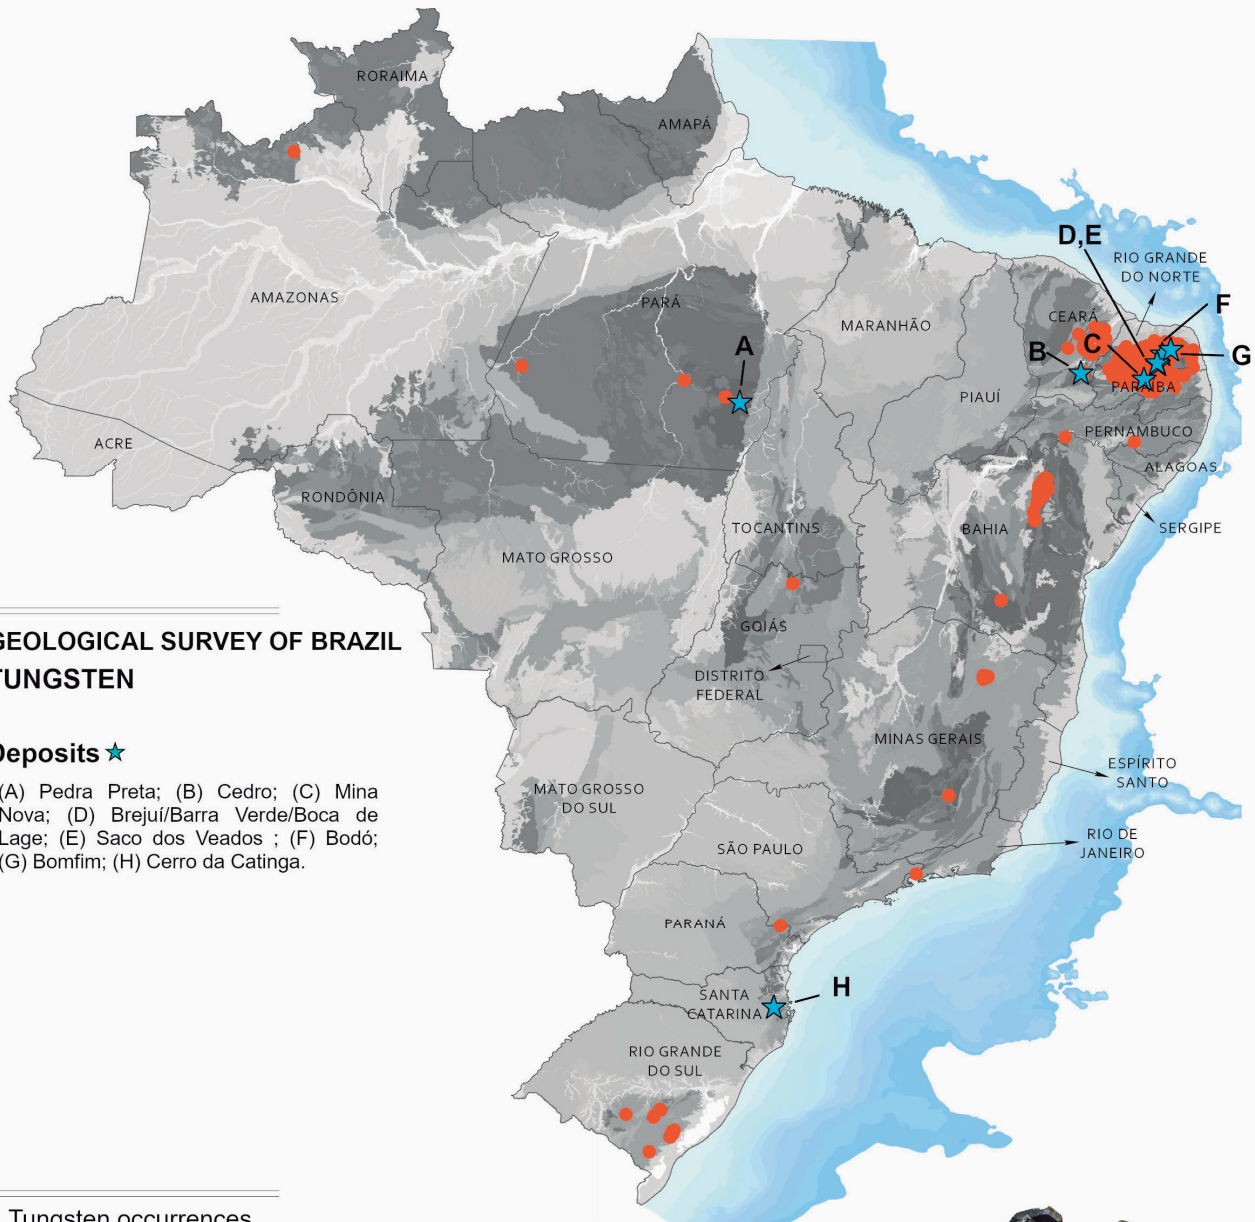 RORAIMA
AMAPÁ
D,E
RIO GRANDE
DO NORTE
AMAZONAS
PARÁ
MARANHÃO
CEARÁ
F
A
B
C
G
PIAUÍ
PARAÍBA
ACRE
PERNAMBUCO
ALAGOAS
RONDÔNIA
TOCANTINS
BAHIA
SERGIPE
MATO GROSSO
GOIÁS
GEOLOGICAL SURVEY OF BRAZIL
TUNGSTEN
DISTRITO
FEDERAL
MINAS GERAIS
Deposits
(A) Pedra Preta; (B) Cedro; (C) Mina
Nova; (D) Brejuí/Barra Verde/Boca de
Lage; (E) Saco dos Veados ; (F) Bodó;
(G) Bomfim; (H) Cerro da Catinga.
ESPÍRITO
SANTO
MATO GROSSO
DO SUL
SÃO PAULO
RIO DE
JANEIRO
PARANÁ
SANTA
CATARINA
H
RIO GRANDE
DO SUL
Tungsten occurrences